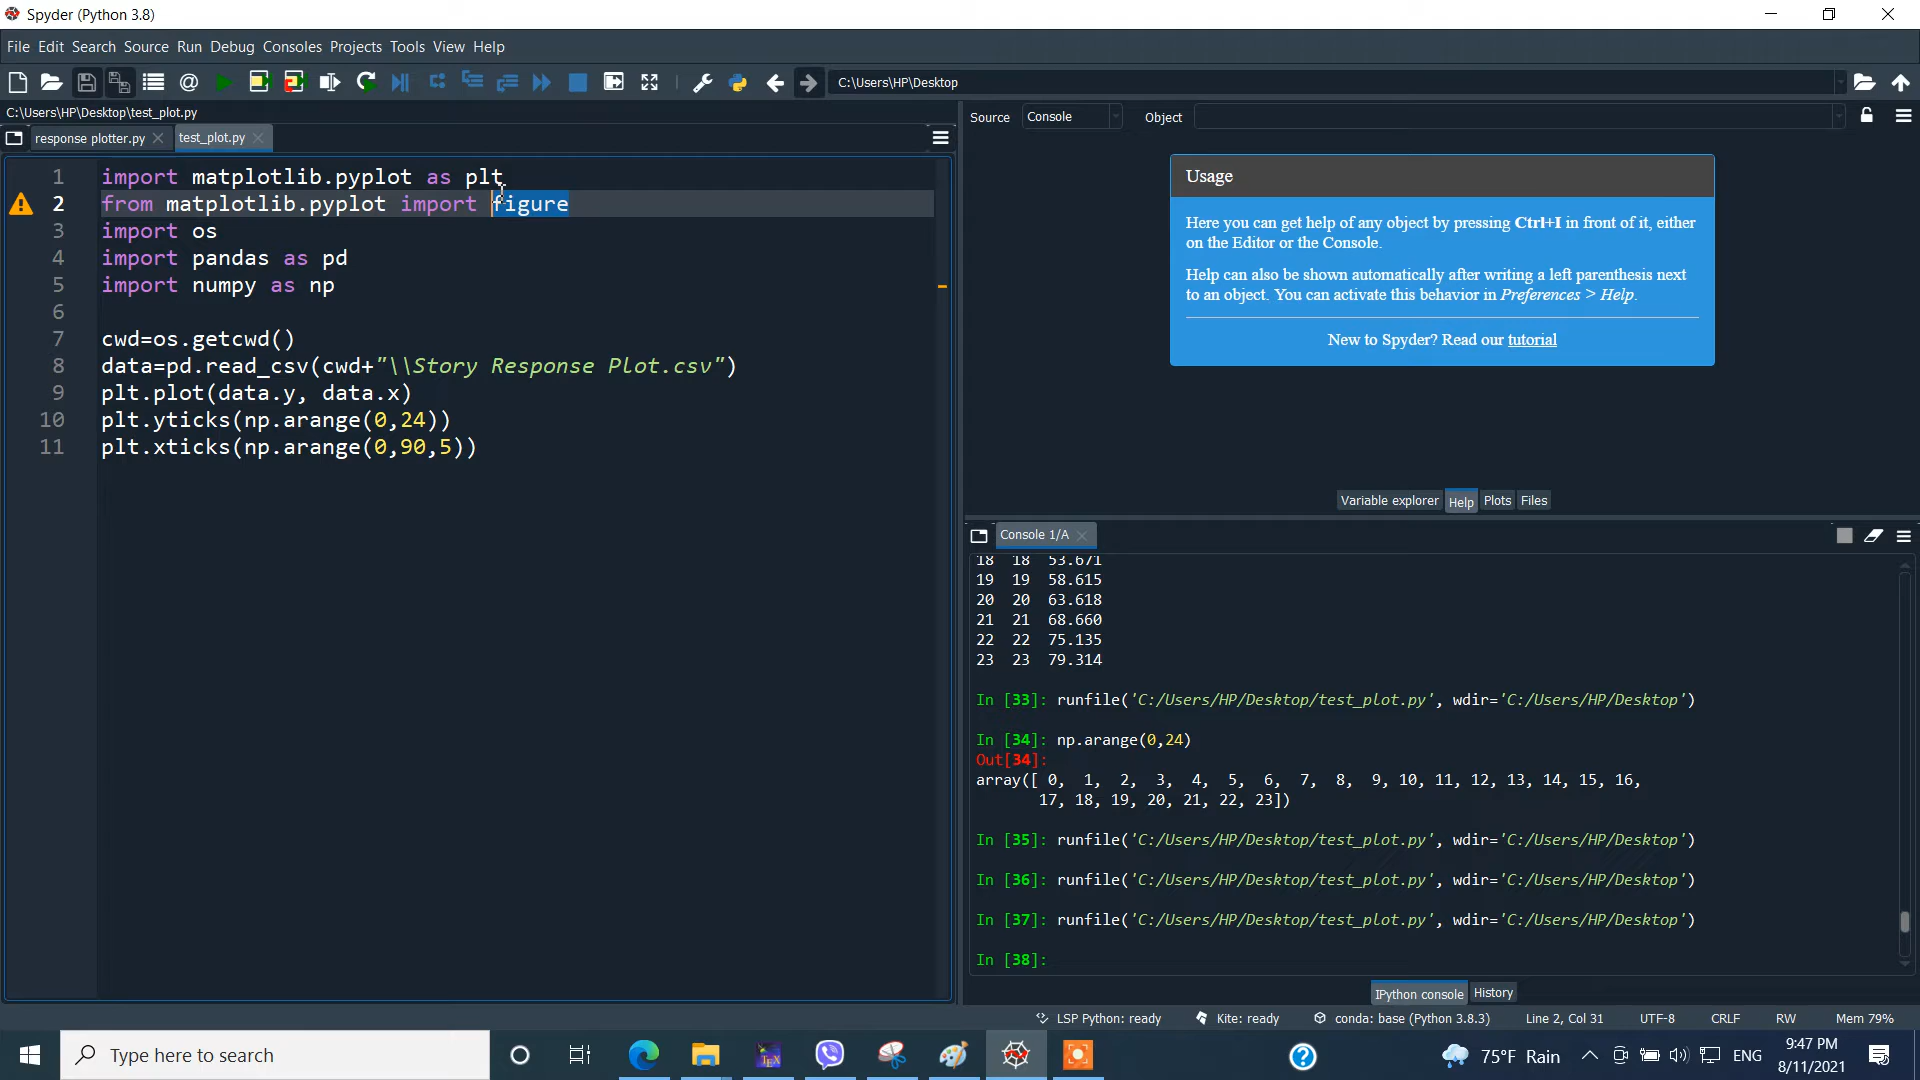 Spyder (Python 3.8)
File Edit Search Source Run Debug Consoles Projects Tools View Help
C:\Users\HP\Desktop
C:\Users\HP\Desktop\test_plot.py
response plotter.py
test_plot.py
1 import matplotlib.pyplot as plt
2 from matplotlib.pyplot import figure
3 import os
4 import pandas as pd
5 import numpy as np
6
7 cwd=os.getcwd()
8 data=pd.read_csv(cwd+"\\Story Response Plot.csv")
9 plt.plot(data.y, data.x)
10 plt.yticks(np.arange(0,24))
11 plt.xticks(np.arange(0,90,5))
Source Console Object
Usage
Here you can get help of any object by pressing Ctrl+I in front of it, either
on the Editor or the Console.
Help can also be shown automatically after writing a left parenthesis next
to an object. You can activate this behavior in Preferences > Help.
New to Spyder? Read our tutorial
Variable explorer Help Plots Files
Console 1/A
18 18 53.671
19 19 58.615
20 20 63.618
21 21 68.660
22 22 75.135
23 23 79.314
In [33]: runfile('C:/Users/HP/Desktop/test_plot.py', wdir='C:/Users/HP/Desktop')
In [34]: np.arange(0,24)
Out[34]:
array([ 0, 1, 2, 3, 4, 5, 6, 7, 8, 9, 10, 11, 12, 13, 14, 15, 16,
17, 18, 19, 20, 21, 22, 23])
In [35]: runfile('C:/Users/HP/Desktop/test_plot.py', wdir='C:/Users/HP/Desktop')
In [36]: runfile('C:/Users/HP/Desktop/test_plot.py', wdir='C:/Users/HP/Desktop')
In [37]: runfile('C:/Users/HP/Desktop/test_plot.py', wdir='C:/Users/HP/Desktop')
In [38]:
IPython console History
LSP Python: ready Kite: ready conda: base (Python 3.8.3) Line 2, Col 31 UTF-8 CRLF RW Mem 79%
Type here to search
75°F Rain
ENG
9:47 PM
8/11/2021